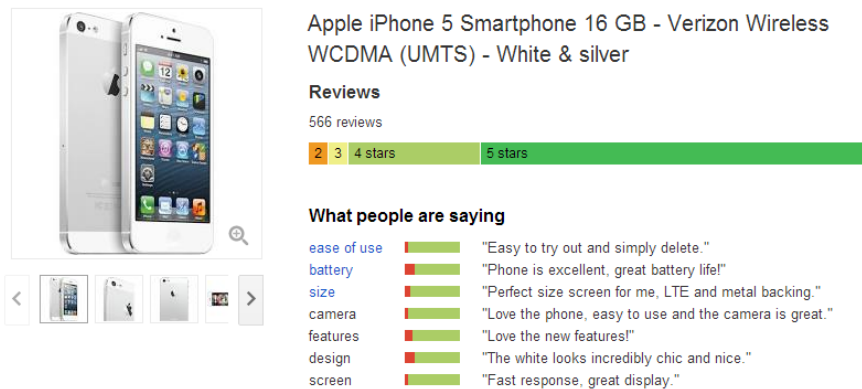 Apple iPhone 5 Smartphone 16 GB - Verizon Wireless
WCDMA (UMTS) - White & silver
Reviews
566 reviews
2 3 4 stars 5 stars
What people are saying
ease of use "Easy to try out and simply delete."
battery "Phone is excellent, great battery life!"
size "Perfect size screen for me, LTE and metal backing."
camera "Love the phone, easy to use and the camera is great."
features "Love the new features!"
design "The white looks incredibly chic and nice."
screen "Fast response, great display."